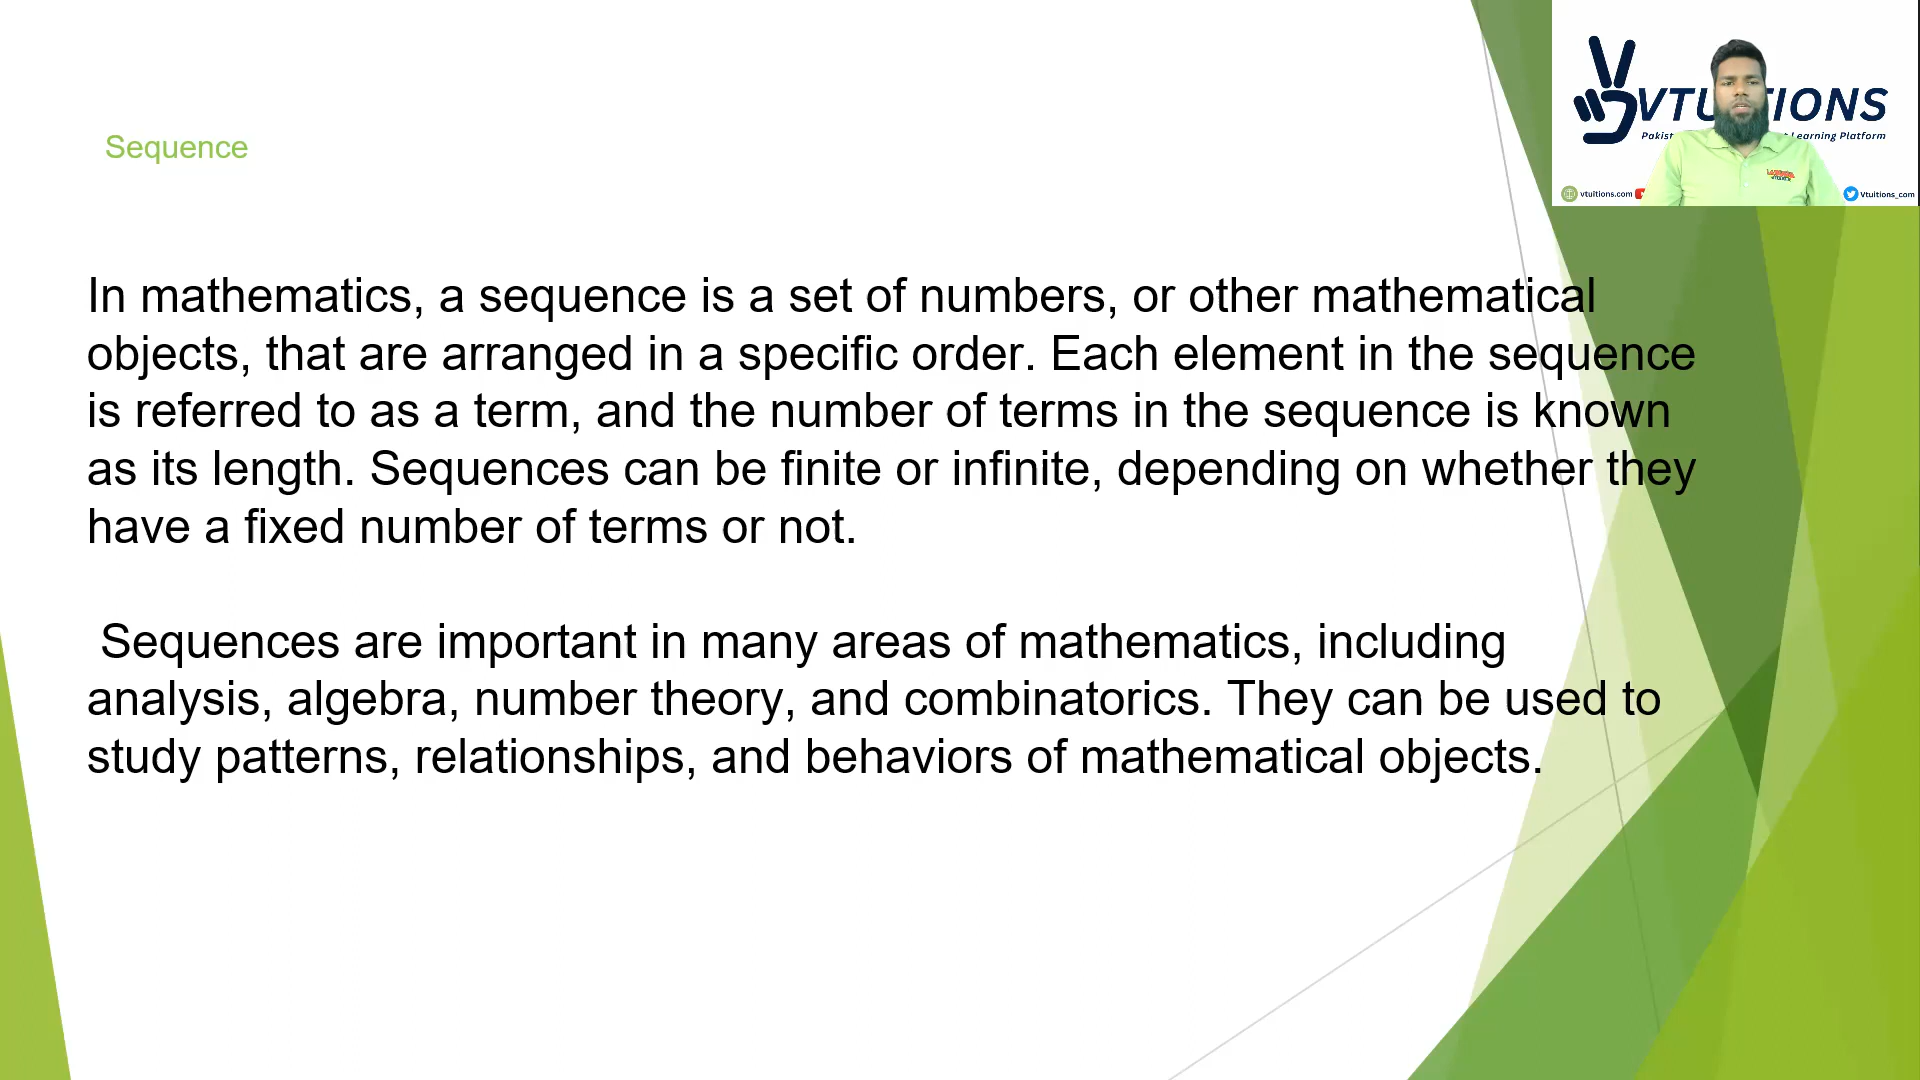 Sequence
In mathematics, a sequence is a set of numbers, or other mathematical
objects, that are arranged in a specific order. Each element in the sequence
is referred to as a term, and the number of terms in the sequence is known
as its length. Sequences can be finite or infinite, depending on whether they
have a fixed number of terms or not.
Sequences are important in many areas of mathematics, including
analysis, algebra, number theory, and combinatorics. They can be used to
study patterns, relationships, and behaviors of mathematical objects.
Learning Platform
vtuitions.com
Vtuitions_com